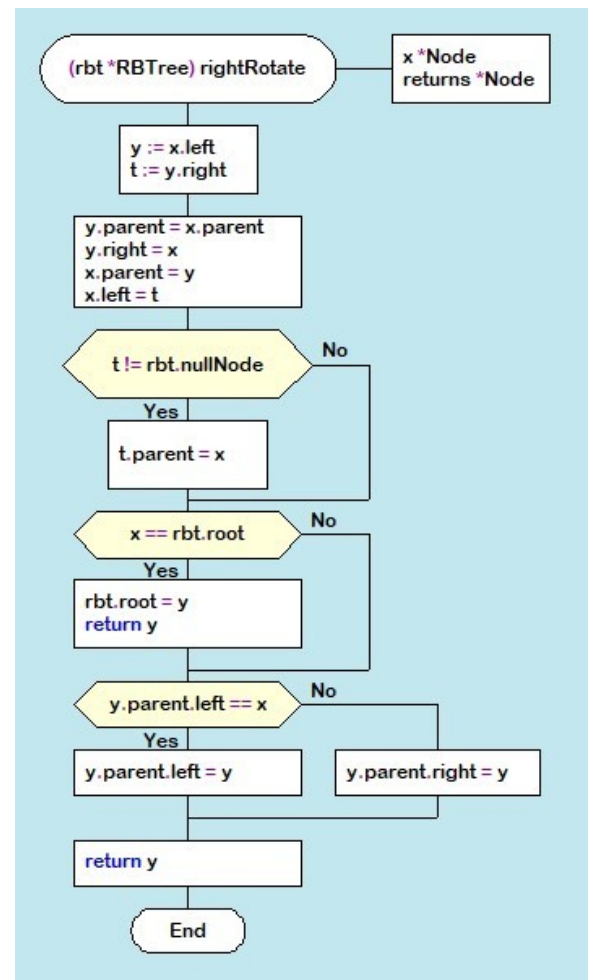 (rbt *RBTree) rightRotate
x *Node
returns *Node
y := x.left
t := y.right
y.parent = x.parent
y.right = x
x.parent = y
x.left = t
t != rbt.nullNode
No
Yes
t.parent = x
x == rbt.root
No
Yes
rbt.root = y
return y
y.parent.left == x
No
Yes
y.parent.left = y
y.parent.right = y
return y
End